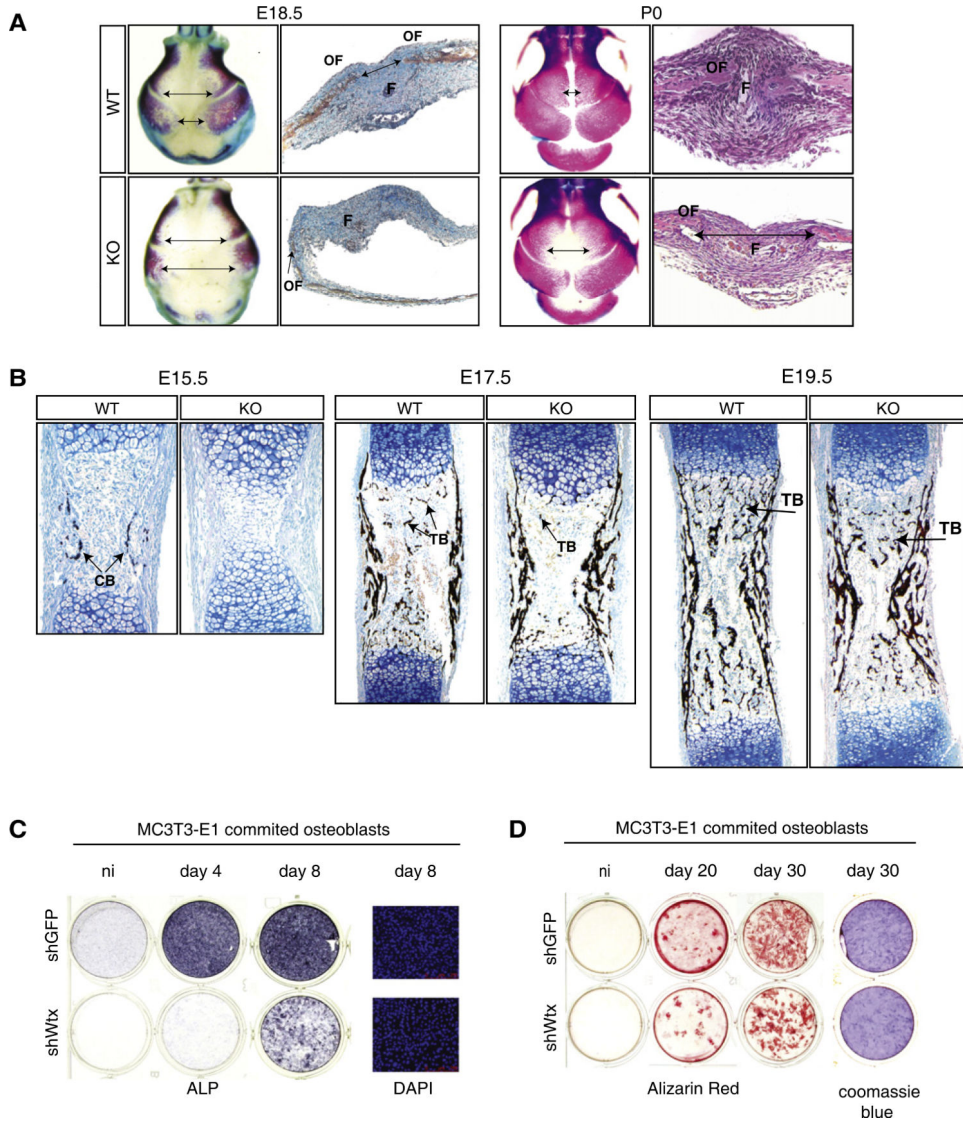 A
E18.5
P0
WT
OF
OF
F
OF
F
KO
F
OF
OF
F
B
E15.5
E17.5
E19.5
WT
KO
WT
KO
WT
KO
CB
TB
TB
TB
TB
C
MC3T3-E1 commited osteoblasts
ni
day 4
day 8
day 8
shGFP
shWtx
ALP
DAPI
D
MC3T3-E1 commited osteoblasts
ni
day 20
day 30
day 30
shGFP
shWtx
Alizarin Red
coomassie
blue